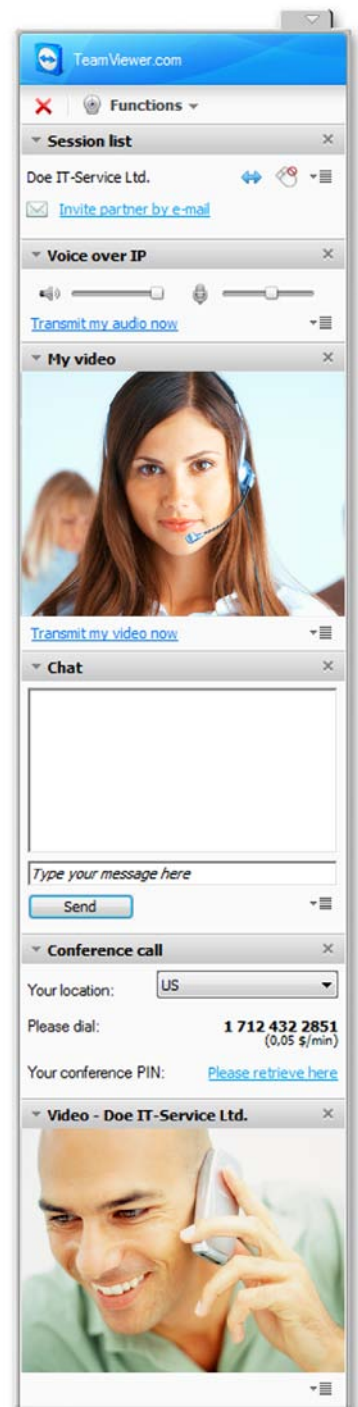 TeamViewer.com
Functions
Session list
Doe IT-Service Ltd.
Invite partner by e-mail
Voice over IP
Transmit my audio now
My video
Transmit my video now
Chat
Type your message here
Send
Conference call
Your location: US
Please dial: 1 712 432 2851
(0,05 $/min)
Your conference PIN: Please retrieve here
Video - Doe IT-Service Ltd.